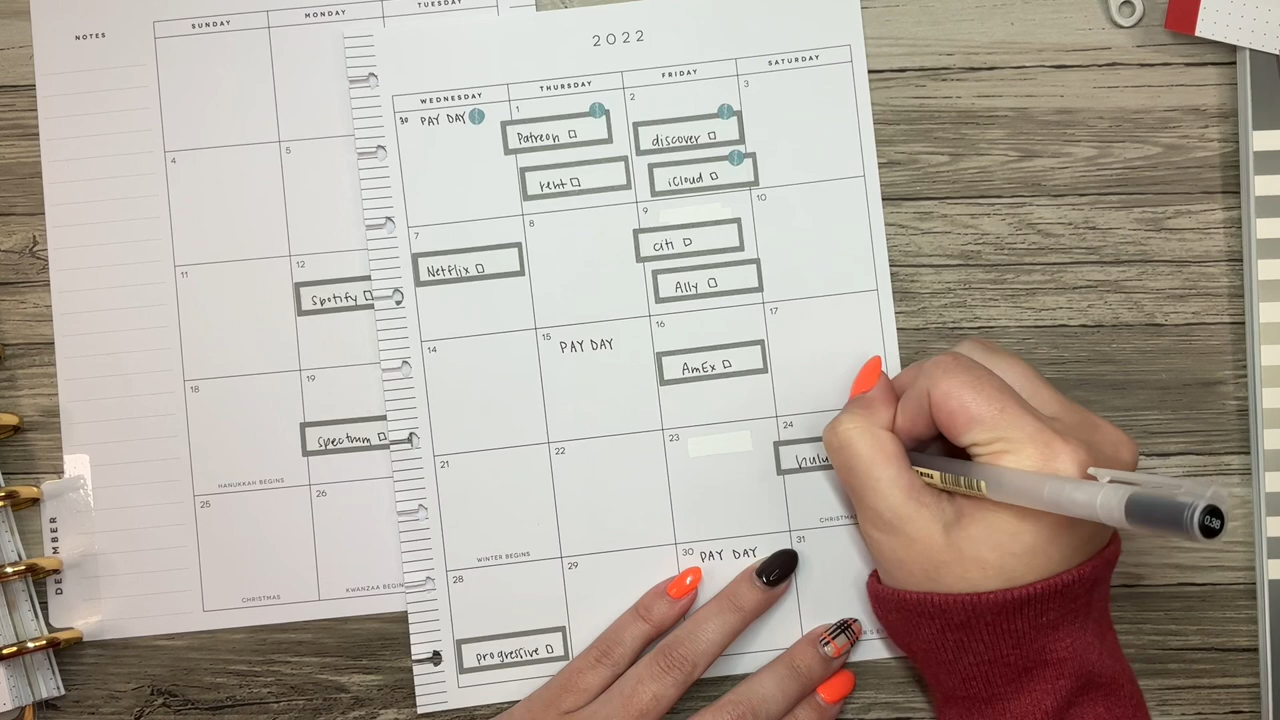 NOTES
SUNDAY
MONDAY
TUESDAY
4
5
11
12
Spotify
18
19
spectrum
HANUKKAH BEGINS
25
26
CHRISTMAS
KWANZAA BEGIN
DECEMBER
2022
WEDNESDAY
THURSDAY
FRIDAY
SATURDAY
30 PAY DAY
1
Patreon
rent
2
discover
iCloud
3
7
Netflix
8
9
citi
Ally
10
14
15
PAY DAY
16
AmEx
17
21
WINTER BEGINS
22
23
24
hulu
CHRISTMAS
28
progressive
29
30 PAY DAY
31
0.38